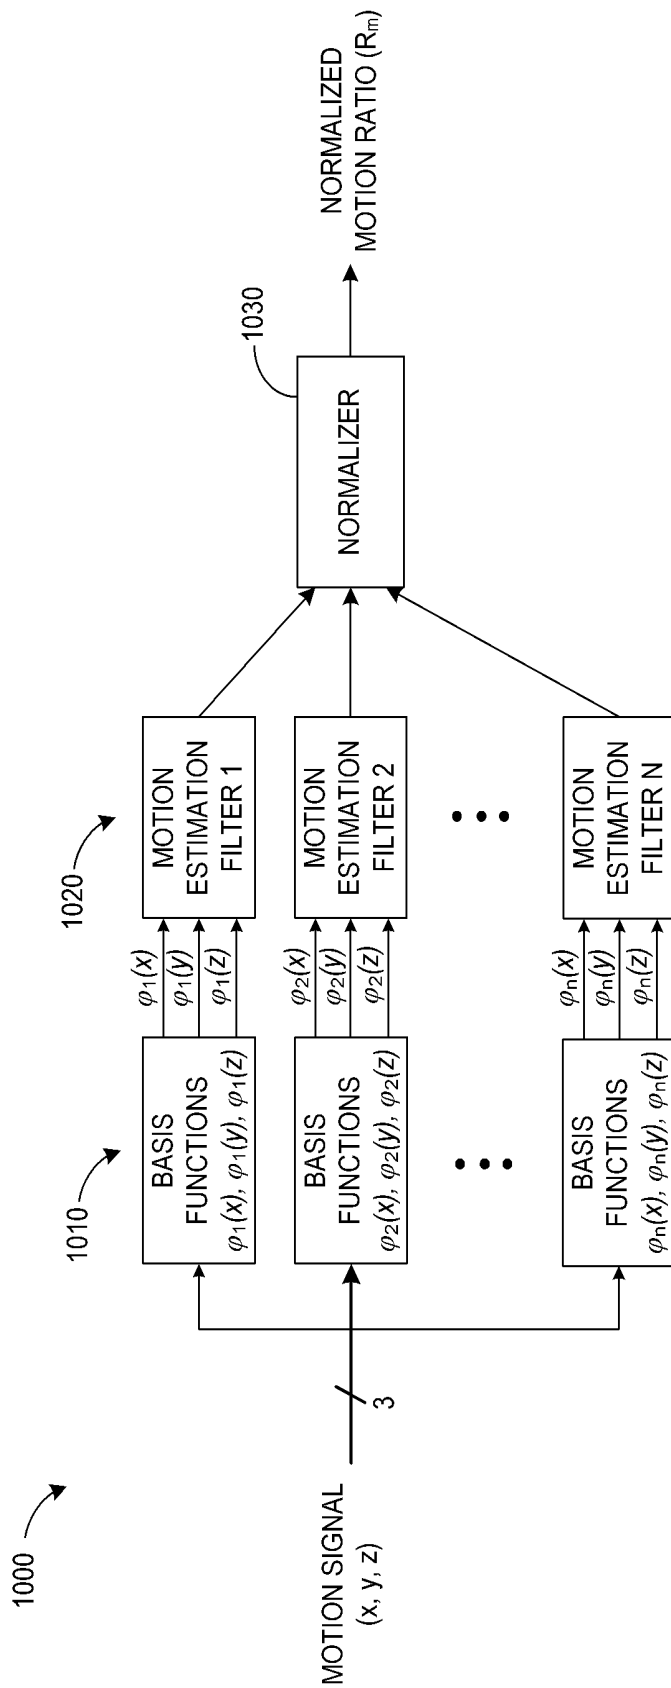 1000
MOTION SIGNAL
(x, y, z)
3
1010
BASIS
FUNCTIONS
φ1(x), φ1(y), φ1(z)
BASIS
FUNCTIONS
φ2(x), φ2(y), φ2(z)
BASIS
FUNCTIONS
φn(x), φn(y), φn(z)
φ1(x)
φ1(y)
φ1(z)
φ2(x)
φ2(y)
φ2(z)
φn(x)
φn(y)
φn(z)
1020
MOTION
ESTIMATION
FILTER 1
MOTION
ESTIMATION
FILTER 2
MOTION
ESTIMATION
FILTER N
1030
NORMALIZER
NORMALIZED
MOTION RATIO (Rm)